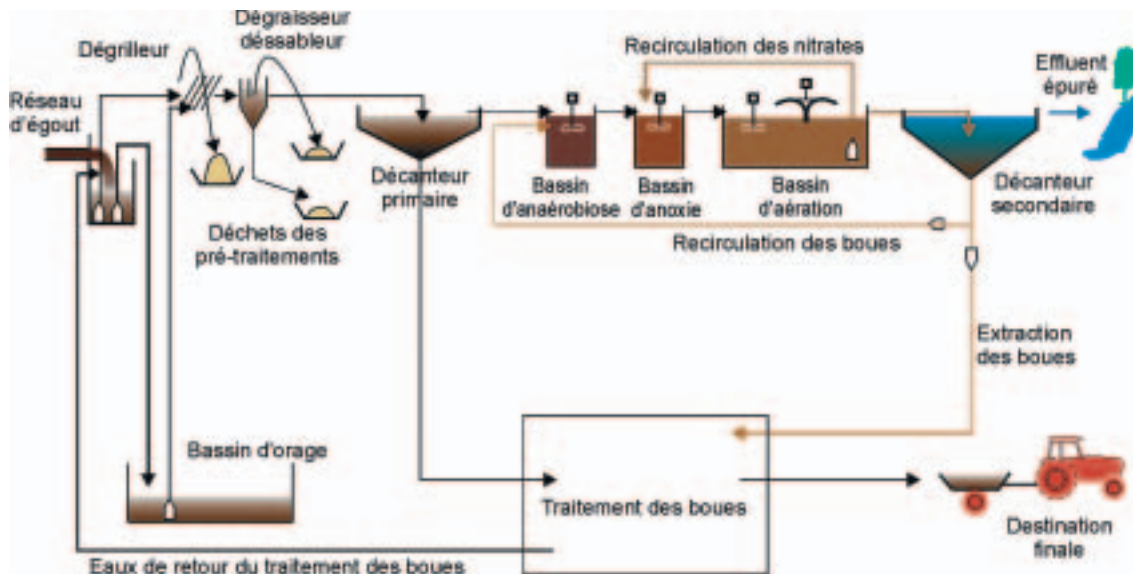 Dégraisseur
déssableur
Dégrilleur
Recirculation des nitrates
Effluent
épuré
Réseau
d'égout
Décanteur
primaire
Bassin
d'anaérobiose
Bassin
d'anoxie
Bassin
d'aération
Décanteur
secondaire
Déchets des
pré-traitements
Recirculation des boues
Extraction
des boues
Bassin d'orage
Traitement des boues
Destination
finale
Eaux de retour du traitement des boues